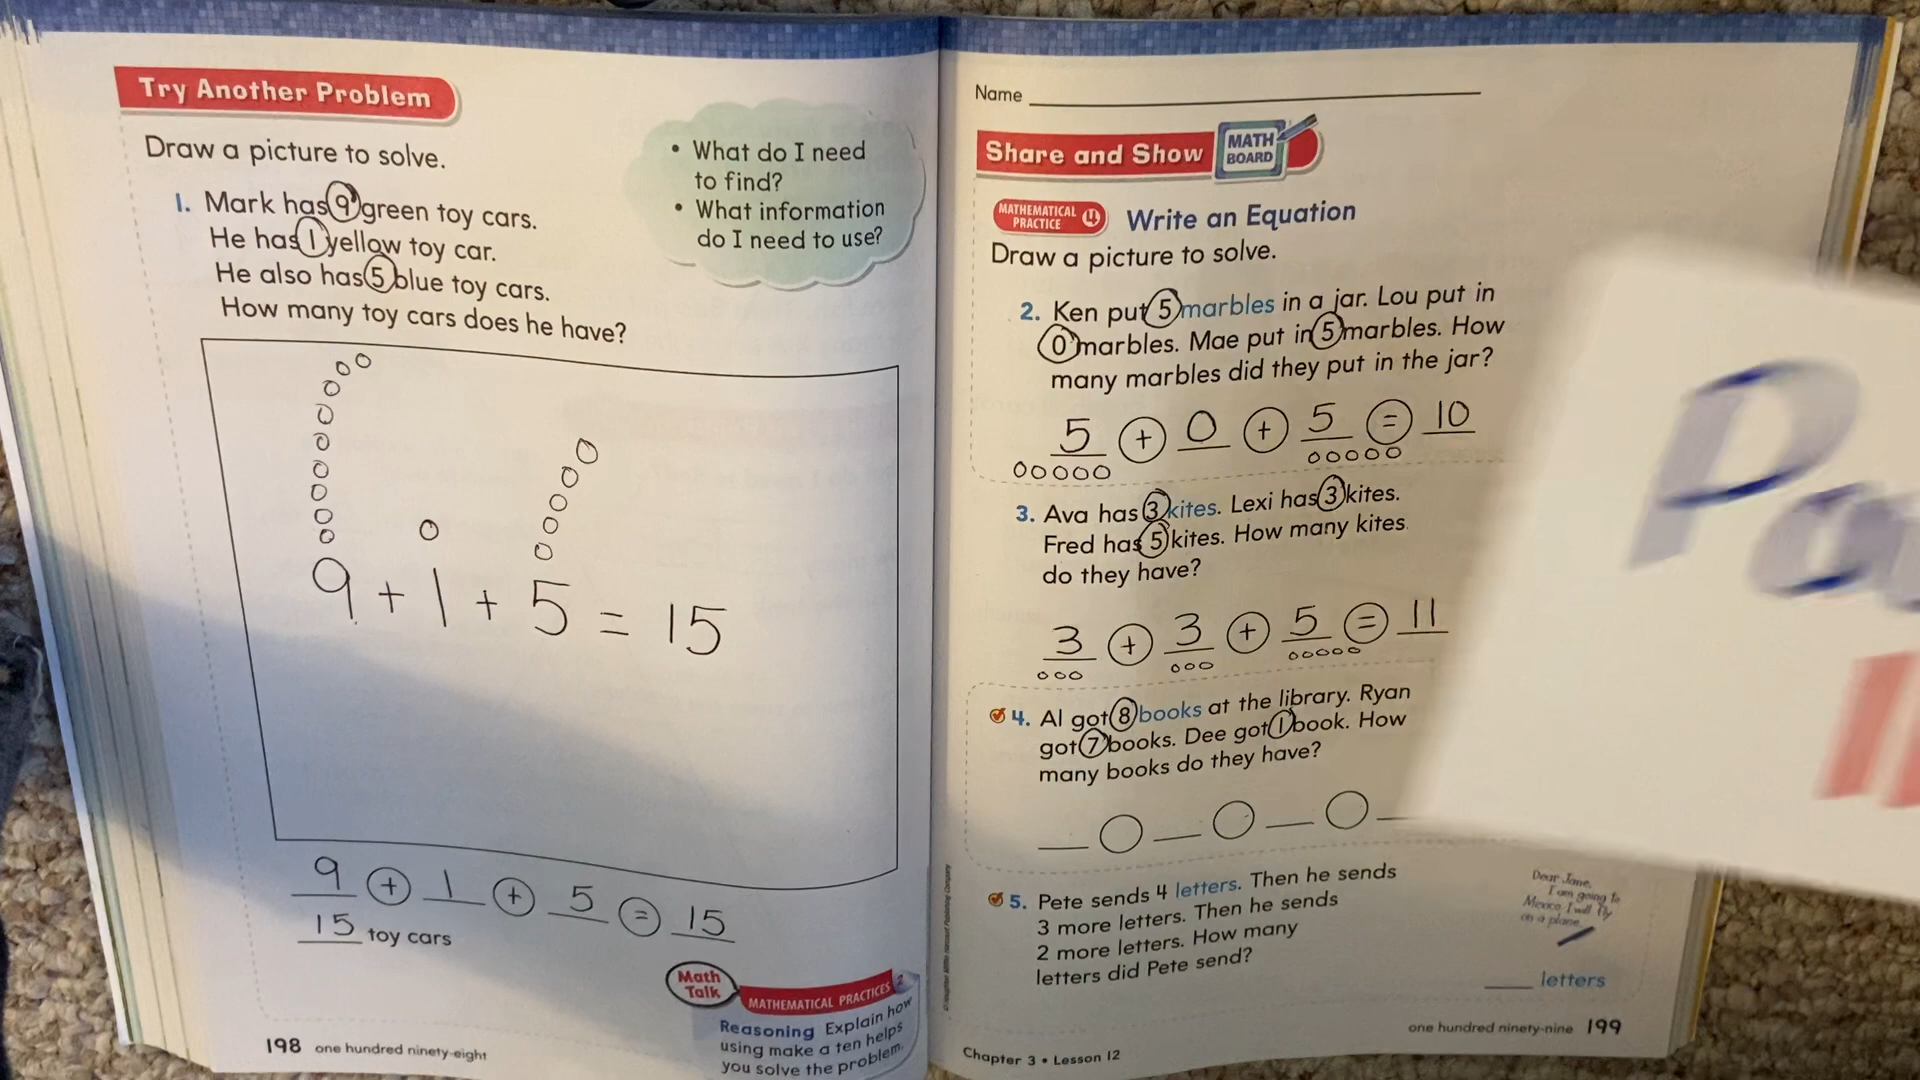 Try Another Problem
Draw a picture to solve.
• What do I need
to find?
• What information
do I need to use?
1. Mark has 9 green toy cars.
He has 1 yellow toy car.
He also has 5 blue toy cars.
How many toy cars does he have?
9 + 1 + 5 = 15
9 + 1 + 5 = 15
15 toy cars
Math
Talk
MATHEMATICAL PRACTICES 2
Reasoning Explain how
using make a ten helps
you solve the problem.
198 one hundred ninety-eight
Name
Share and Show
MATH
BOARD
MATHEMATICAL
PRACTICE 4
Write an Equation
Draw a picture to solve.
2. Ken put 5 marbles in a jar. Lou put in
0 marbles. Mae put in 5 marbles. How
many marbles did they put in the jar?
5 + 0 + 5 = 10
3. Ava has 3 kites. Lexi has 3 kites.
Fred has 5 kites. How many kites
do they have?
3 + 3 + 5 = 11
4. Al got 8 books at the library. Ryan
got 7 books. Dee got 1 book. How
many books do they have?
5. Pete sends 4 letters. Then he sends
3 more letters. Then he sends
2 more letters. How many
letters did Pete send?
Dear Jane,
I am going to
Mexico. I will fly
on a plane.
letters
one hundred ninety-nine 199
Chapter 3 • Lesson 12